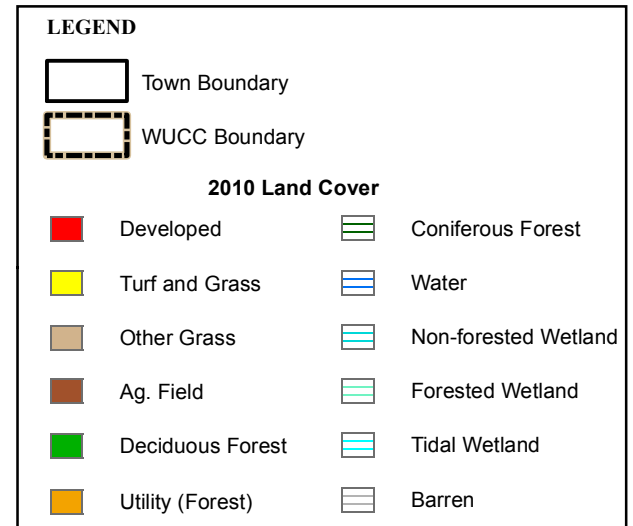 LEGEND
Town Boundary
WUCC Boundary
2010 Land Cover
Developed
Turf and Grass
Other Grass
Ag. Field
Deciduous Forest
Utility (Forest)
Coniferous Forest
Water
Non-forested Wetland
Forested Wetland
Tidal Wetland
Barren